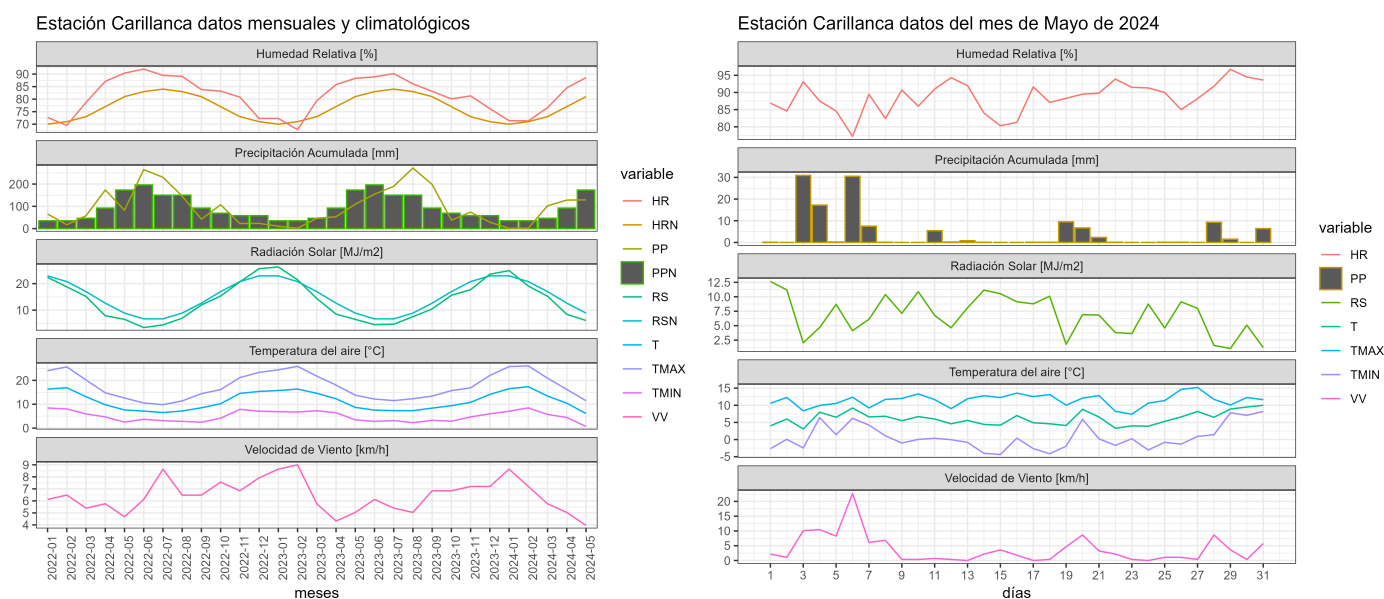 Estación Carillanca datos mensuales y climatológicos
Humedad Relativa [%]
90
85
80
75
70
Precipitación Acumulada [mm]
200
100
0
Radiación Solar [MJ/m2]
20
10
Temperatura del aire [°C]
20
10
0
Velocidad de Viento [km/h]
9
8
7
6
5
4
2022-01
2022-02
2022-03
2022-04
2022-05
2022-06
2022-07
2022-08
2022-09
2022-10
2022-11
2022-12
2023-01
2023-02
2023-03
2023-04
2023-05
2023-06
2023-07
2023-08
2023-09
2023-10
2023-11
2023-12
2024-01
2024-02
2024-03
2024-04
2024-05
meses
variable
HR
HRN
PP
PPN
RS
RSN
T
TMAX
TMIN
VV
Estación Carillanca datos del mes de Mayo de 2024
Humedad Relativa [%]
95
90
85
80
Precipitación Acumulada [mm]
30
20
10
0
Radiación Solar [MJ/m2]
12.5
10.0
7.5
5.0
2.5
Temperatura del aire [°C]
15
10
5
0
-5
Velocidad de Viento [km/h]
20
15
10
5
0
1 3 5 7 9 11 13 15 17 19 21 23 25 27 29 31
días
variable
HR
PP
RS
T
TMAX
TMIN
VV